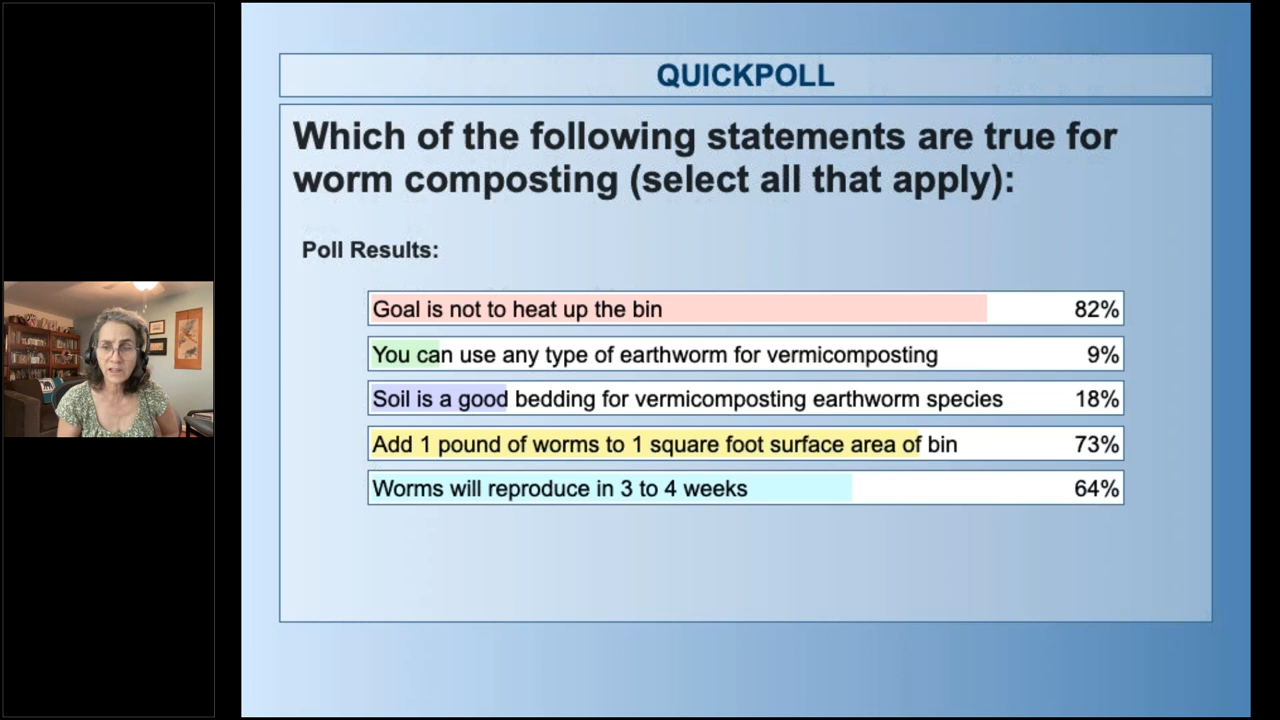 QUICKPOLL
Which of the following statements are true for
worm composting (select all that apply):
Poll Results:
Goal is not to heat up the bin 82%
You can use any type of earthworm for vermicomposting 9%
Soil is a good bedding for vermicomposting earthworm species 18%
Add 1 pound of worms to 1 square foot surface area of bin 73%
Worms will reproduce in 3 to 4 weeks 64%